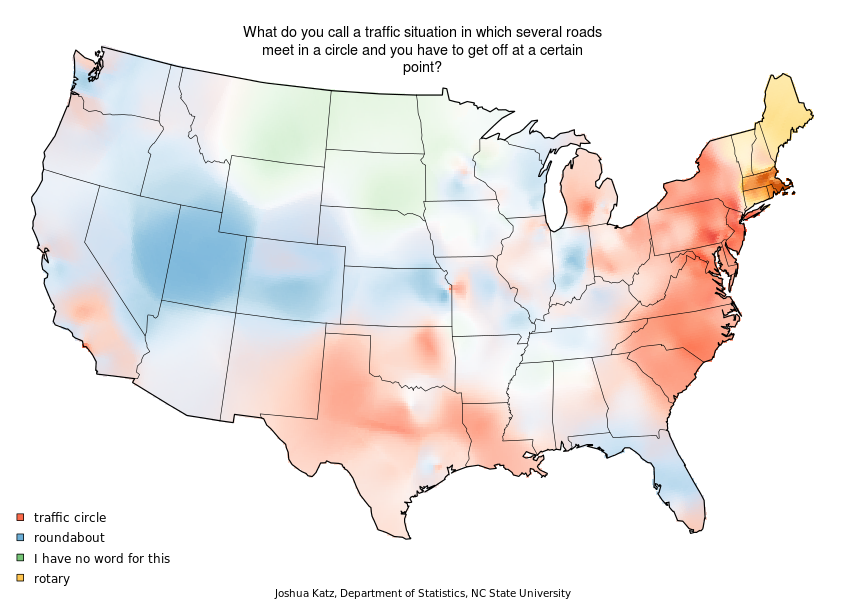 What do you call a traffic situation in which several roads
meet in a circle and you have to get off at a certain
point?
traffic circle
roundabout
I have no word for this
rotary
Joshua Katz, Department of Statistics, NC State University